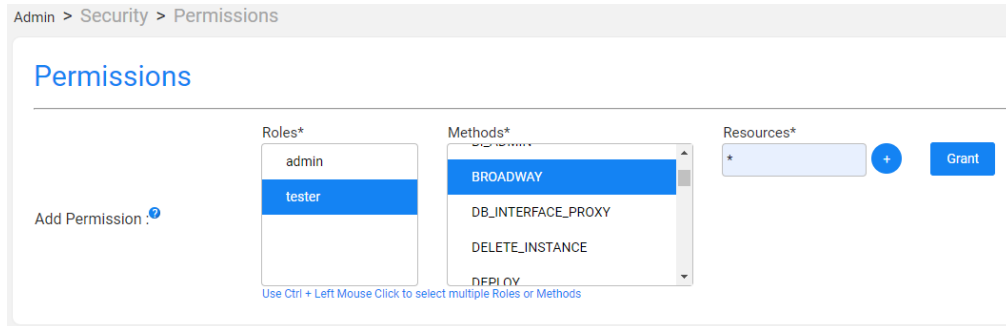 Admin > Security > Permissions
Permissions
Roles*
Methods*
Resources*
admin
tester
BI_ADMIN
BROADWAY
DB_INTERFACE_PROXY
DELETE_INSTANCE
DEPLOY
*
+
Grant
Add Permission :?
Use Ctrl + Left Mouse Click to select multiple Roles or Methods